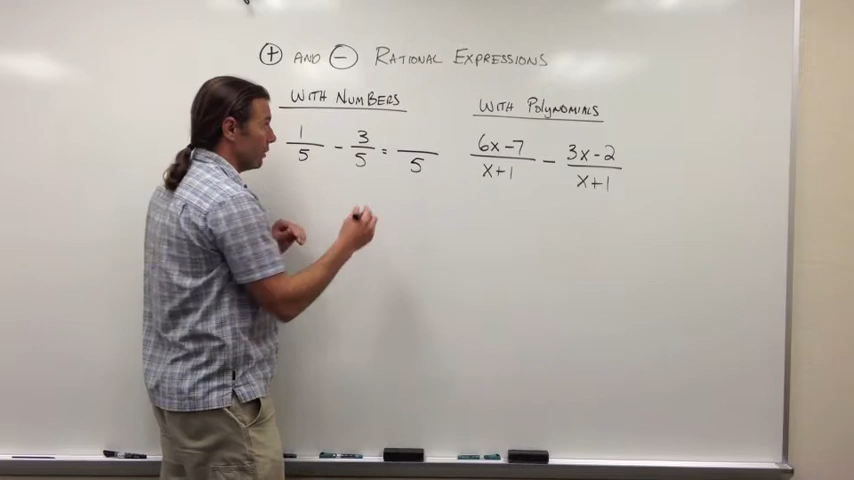 ⊕ AND ⊖ RATIONAL EXPRESSIONS
WITH NUMBERS
1/5 - 3/5 = /5
WITH POLYNOMIALS
6x-7/x+1 - 3x-2/x+1